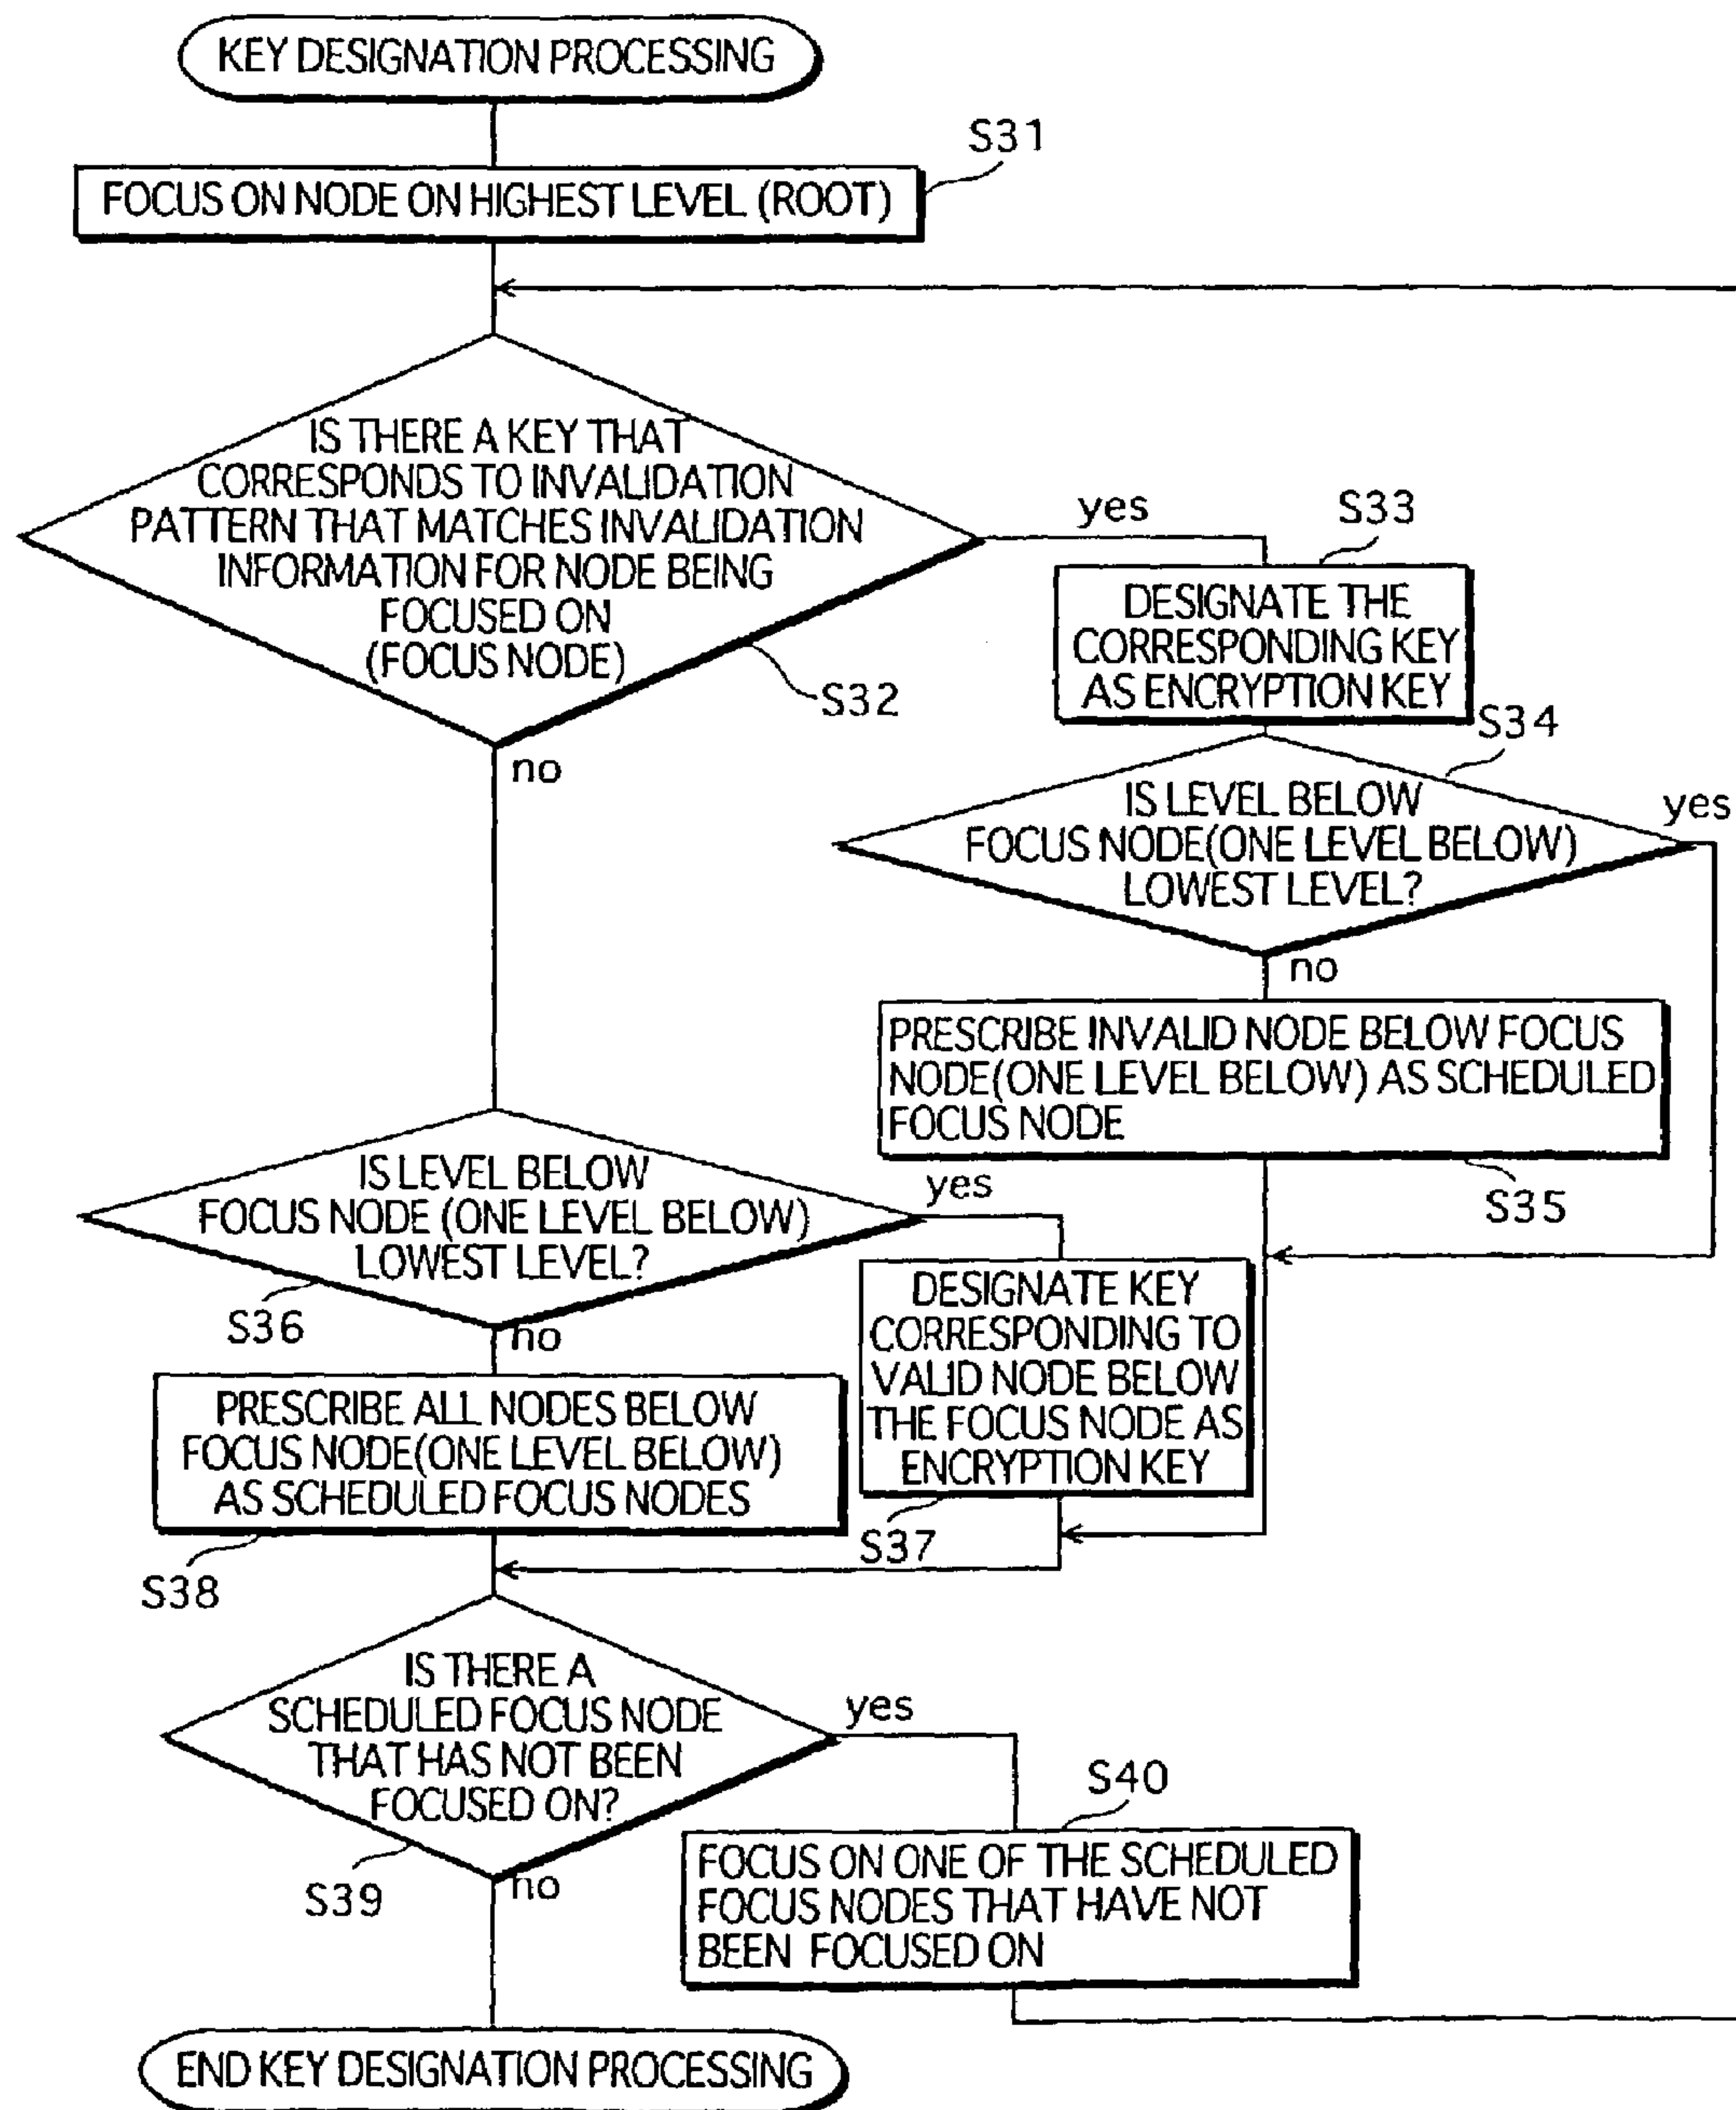 KEY DESIGNATION PROCESSING
S31
FOCUS ON NODE ON HIGHEST LEVEL (ROOT)
IS THERE A KEY THAT
CORRESPONDS TO INVALIDATION
PATTERN THAT MATCHES INVALIDATION
INFORMATION FOR NODE BEING
FOCUSED ON
(FOCUS NODE)
S32
yes
no
S33
DESIGNATE THE
CORRESPONDING KEY
AS ENCRYPTION KEY
S34
IS LEVEL BELOW
FOCUS NODE(ONE LEVEL BELOW)
LOWEST LEVEL?
yes
no
PRESCRIBE INVALID NODE BELOW FOCUS
NODE(ONE LEVEL BELOW) AS SCHEDULED
FOCUS NODE
S35
IS LEVEL BELOW
FOCUS NODE (ONE LEVEL BELOW)
LOWEST LEVEL?
yes
S36
no
DESIGNATE KEY
CORRESPONDING TO
VALID NODE BELOW
THE FOCUS NODE AS
ENCRYPTION KEY
S37
PRESCRIBE ALL NODES BELOW
FOCUS NODE(ONE LEVEL BELOW)
AS SCHEDULED FOCUS NODES
S38
IS THERE A
SCHEDULED FOCUS NODE
THAT HAS NOT BEEN
FOCUSED ON?
yes
S39
no
S40
FOCUS ON ONE OF THE SCHEDULED
FOCUS NODES THAT HAVE NOT
BEEN FOCUSED ON
END KEY DESIGNATION PROCESSING